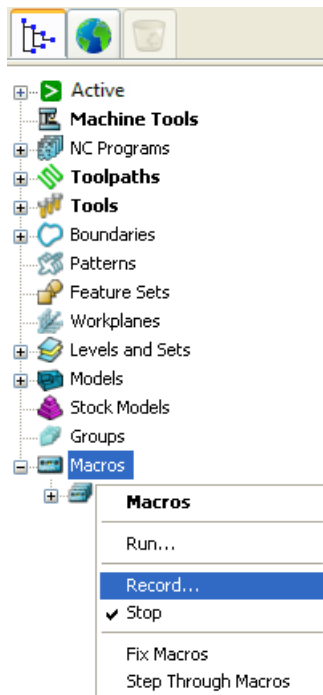 Active
Machine Tools
NC Programs
Toolpaths
Tools
Boundaries
Patterns
Feature Sets
Workplanes
Levels and Sets
Models
Stock Models
Groups
Macros
Macros
Run...
Record...
Stop
Fix Macros
Step Through Macros